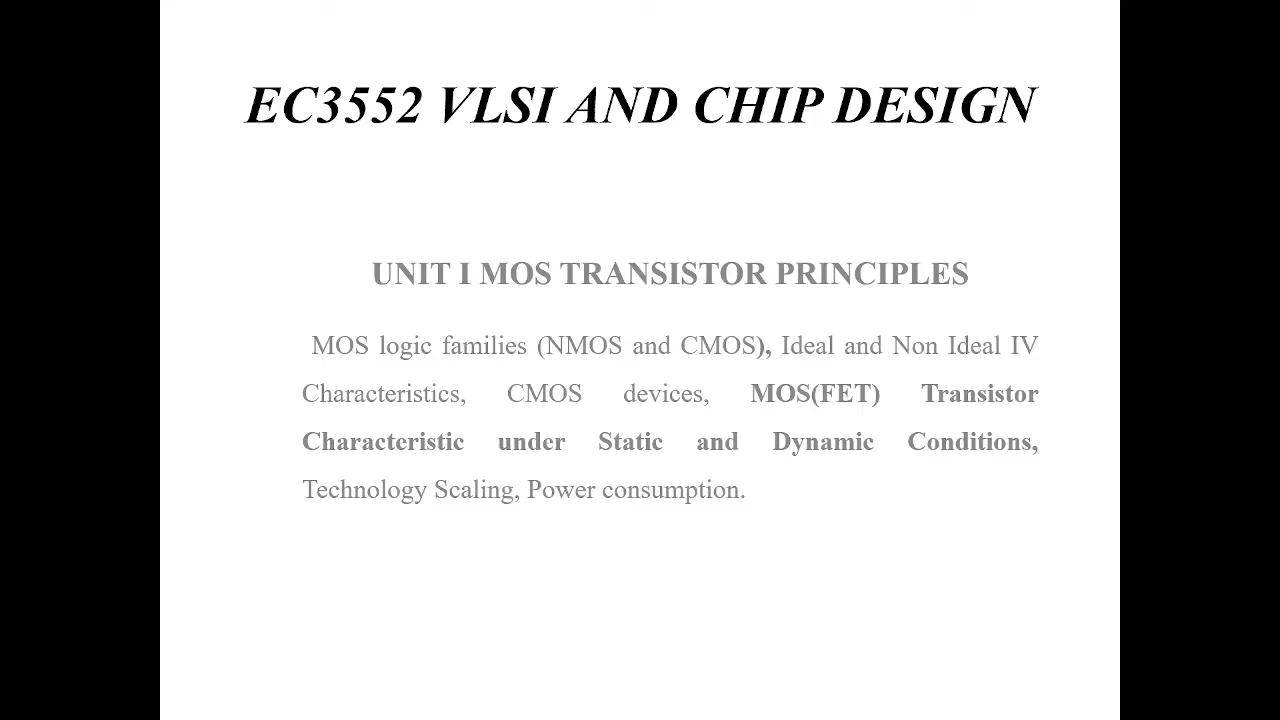 EC3552 VLSI AND CHIP DESIGN
UNIT I MOS TRANSISTOR PRINCIPLES
MOS logic families (NMOS and CMOS), Ideal and Non Ideal IV
Characteristics, CMOS devices, MOS(FET) Transistor
Characteristic under Static and Dynamic Conditions,
Technology Scaling, Power consumption.